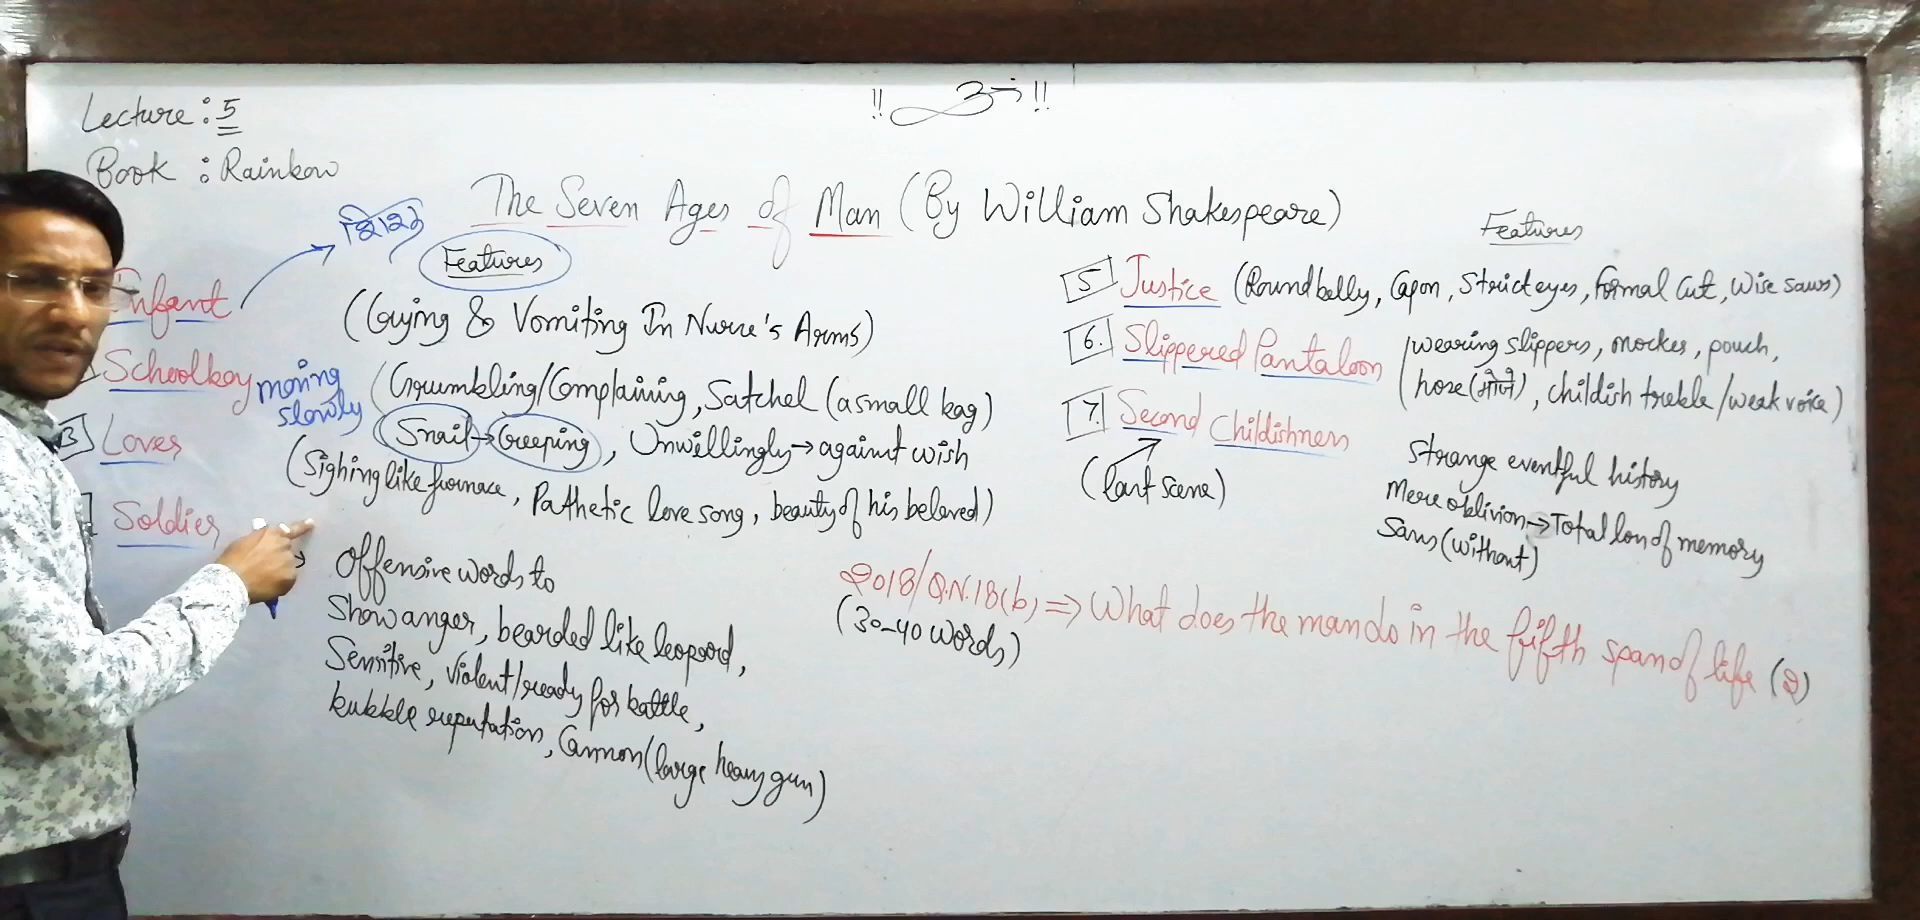 !! ॐ !!
Lecture : 5
Book : Rainbow
The Seven Ages of Man (By William Shakespeare)
शिशु
Features
Infant
(Crying & Vomiting In Nurse's Arms)
Schoolboy
moving slowly
(Grumbling/Complaining, Satchel (a small bag)
Snail → Creeping, Unwillingly → against wish
3 Lover
(Sighing like furnace, Pathetic love song, beauty of his beloved)
Soldier
Offensive words to
Show anger, bearded like leopard,
Sensitive, Violent/ready for battle,
bubble reputation, Cannon (large heavy gun)
Features
5 Justice (Round belly, Capon, Strict eyes, formal Cut, Wise saws)
6. Slippered Pantaloon (wearing slippers, mockes, pouch,
hose (मोजे), childish treble/weak voice)
7. Second Childishness
(last scene)
Strange eventful history
Mere oblivion → Total loss of memory
Sans (without)
2018/Q.N.18(b) ⇒ What does the man do in the fifth span of life (2)
(30-40 words)